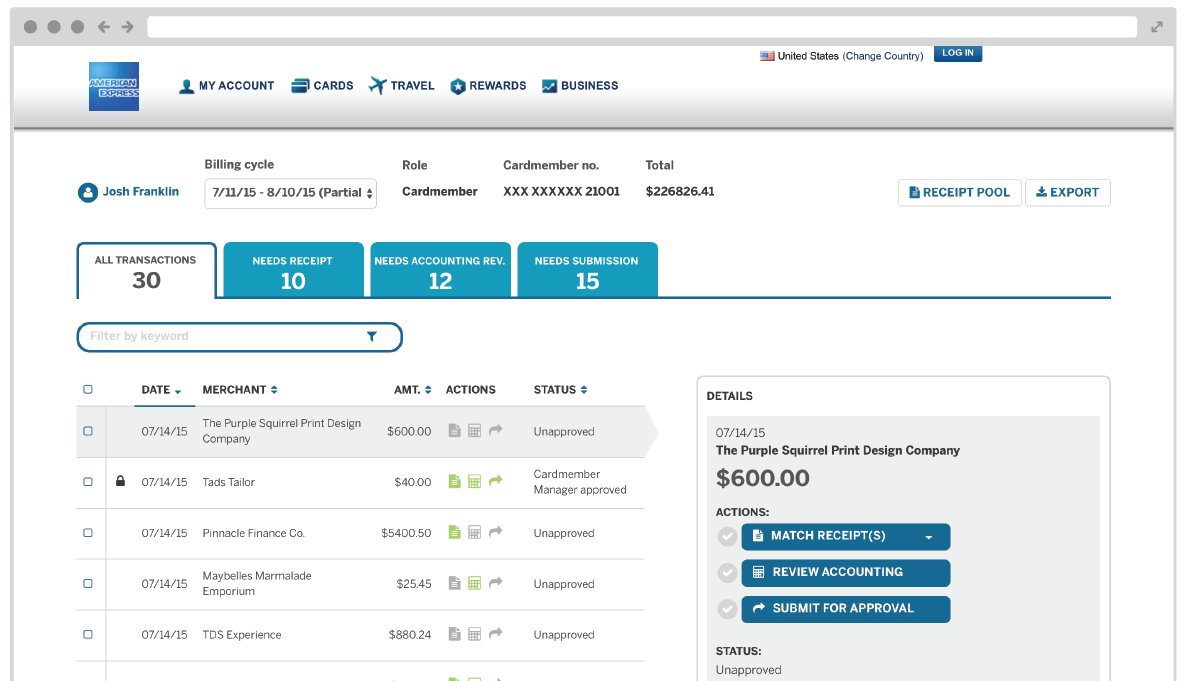 United States (Change Country) LOG IN
AMERICAN EXPRESS
MY ACCOUNT CARDS TRAVEL REWARDS BUSINESS
Billing cycle Role Cardmember no. Total
Josh Franklin 7/11/15 - 8/10/15 (Partial Cardmember XXX XXXXXX 21001 $226826.41 RECEIPT POOL EXPORT
ALL TRANSACTIONS NEEDS RECEIPT NEEDS ACCOUNTING REV. NEEDS SUBMISSION
30 10 12 15
Filter by keyword
DATE MERCHANT AMT. ACTIONS STATUS
07/14/15 The Purple Squirrel Print Design Company $600.00 Unapproved
07/14/15 Tads Tailor $40.00 Cardmember Manager approved
07/14/15 Pinnacle Finance Co. $5400.50 Unapproved
07/14/15 Maybelles Marmalade Emporium $25.45 Unapproved
07/14/15 TDS Experience $880.24 Unapproved
DETAILS
07/14/15
The Purple Squirrel Print Design Company
$600.00
ACTIONS:
MATCH RECEIPT(S)
REVIEW ACCOUNTING
SUBMIT FOR APPROVAL
STATUS:
Unapproved